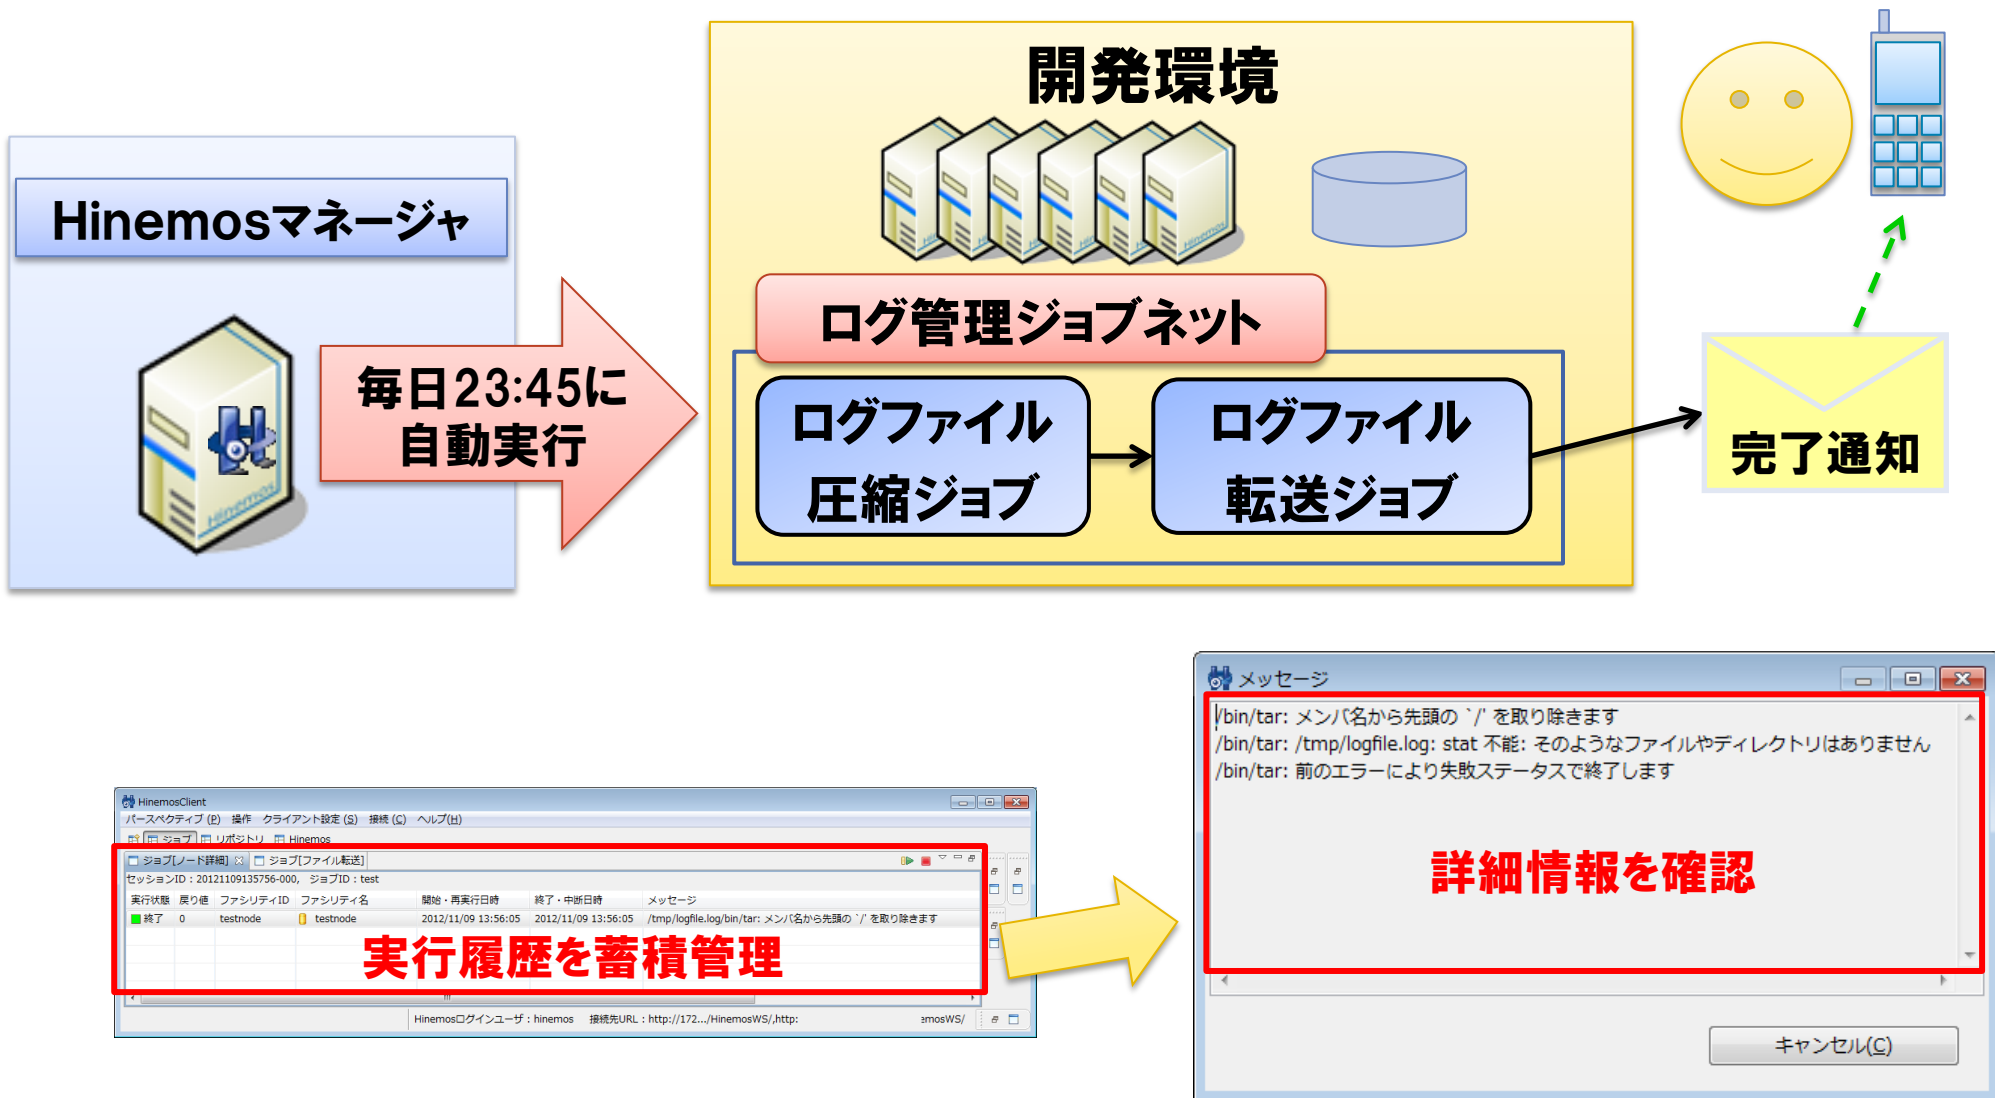 開発環境
Hinemosマネージャ
毎日23:45に
自動実行
ログ管理ジョブネット
ログファイル
圧縮ジョブ
ログファイル
転送ジョブ
完了通知
Hinemos
HinemosClient
パースペクティブ (P) 操作 クライアント設定 (S) 接続 (C) ヘルプ(H)
ジョブ リポジトリ Hinemos
ジョブ[ノード詳細] ジョブ[ファイル転送]
セッションID : 20121109135756-000, ジョブID : test
実行状態 戻り値 ファシリティID ファシリティ名 開始・再実行日時 終了・中断日時 メッセージ
終了 0 testnode testnode 2012/11/09 13:56:05 2012/11/09 13:56:05 /tmp/logfile.log/bin/tar: メンバ名から先頭の `/' を取り除きます
実行履歴を蓄積管理
Hinemosログインユーザ : hinemos 接続先URL : http://172.../HinemosWS/,http: emosWS/
メッセージ
/bin/tar: メンバ名から先頭の `/' を取り除きます
/bin/tar: /tmp/logfile.log: stat 不能: そのようなファイルやディレクトリはありません
/bin/tar: 前のエラーにより失敗ステータスで終了します
詳細情報を確認
キャンセル(C)